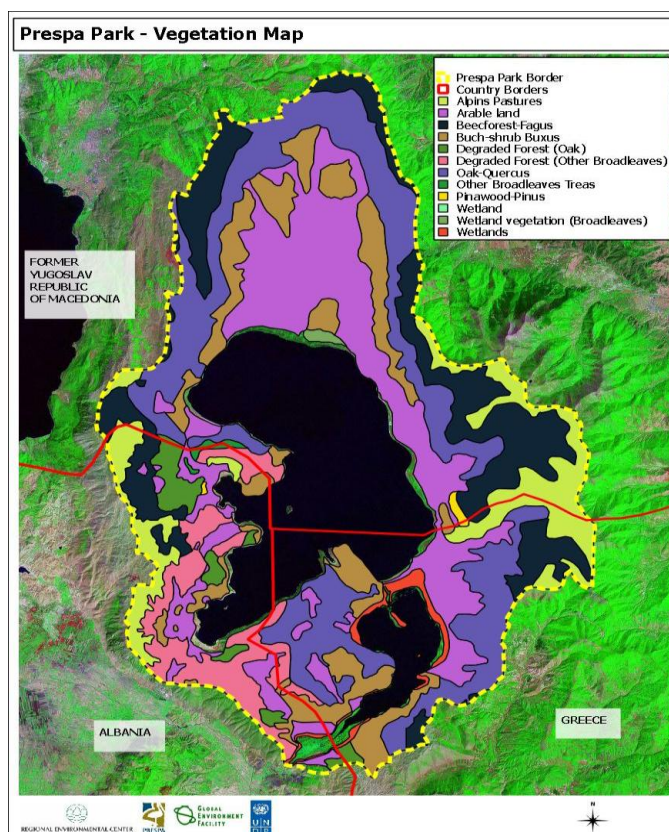 Prespa Park - Vegetation Map
Prespa Park Border
Country Borders
Alpins Pastures
Arable land
Beecforest-Fagus
Buch-shrub Buxus
Degraded Forest (Oak)
Degraded Forest (Other Broadleaves)
Oak-Quercus
Other Broadleaves Treas
Pinawood-Pinus
Wetland
Wetland vegetation (Broadleaves)
Wetlands
FORMER
YUGOSLAV
REPUBLIC
OF MACEDONIA
ALBANIA
GREECE
REGIONAL ENVIRONMENTAL CENTER
PRESPA
GLOBAL
ENVIRONMENT
FACILITY
U N
D P
N